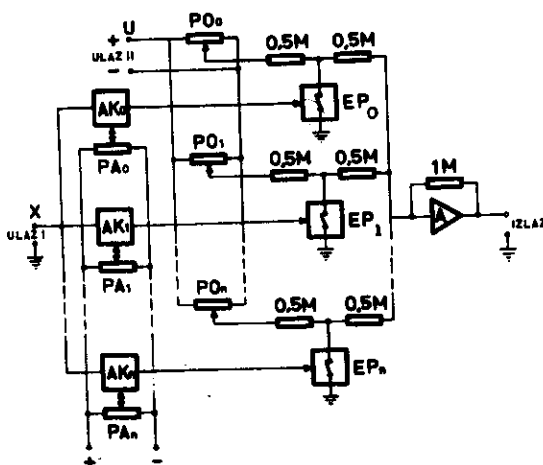 PO₀
+ U
ULAZ II
−
0,5M 0,5M
AK₀
EP₀
PA₀
PO₁
0,5M 0,5M
1M
X
ULAZ I
AK₁
EP₁
A
IZLAZ
PA₁
POₙ
0,5M 0,5M
AKₙ
EPₙ
PAₙ
+ −